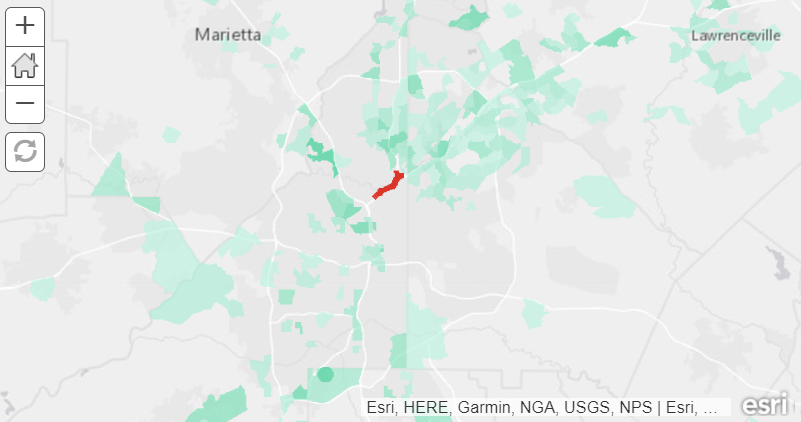 Marietta
Lawrenceville
Esri, HERE, Garmin, NGA, USGS, NPS | Esri, ...
esri